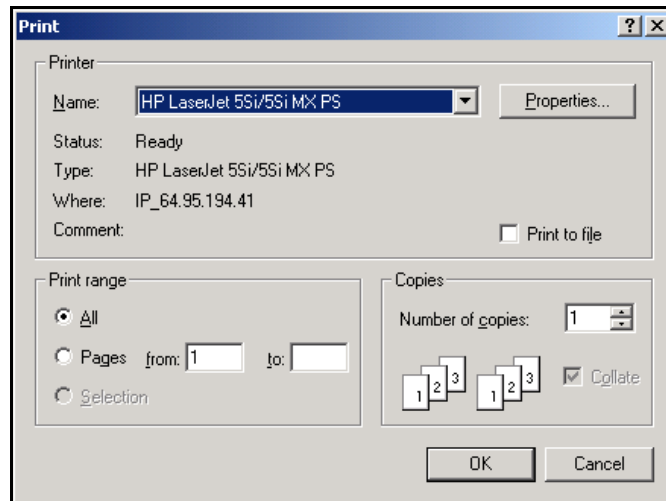 Print
Printer
Name: HP LaserJet 5Si/5Si MX PS Properties...
Status: Ready
Type: HP LaserJet 5Si/5Si MX PS
Where: IP_64.95.194.41
Comment: Print to file
Print range
All
Pages from: 1 to:
Selection
Copies
Number of copies: 1
1 2 3 1 2 3 Collate
OK Cancel